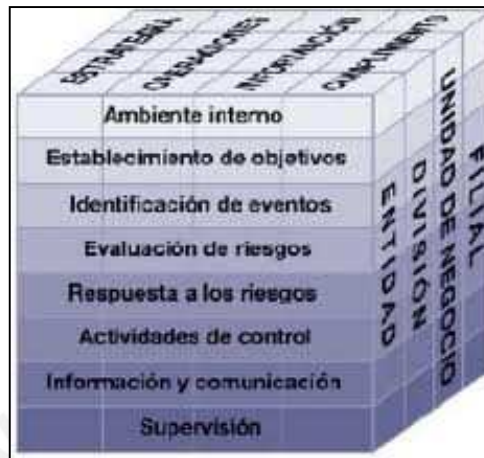 ESTRATEGIA
OPERACIONES
INFORMACIÓN
CUMPLIMIENTO
Ambiente interno
Establecimiento de objetivos
Identificación de eventos
Evaluación de riesgos
Respuesta a los riesgos
Actividades de control
Información y comunicación
Supervisión
ENTIDAD
DIVISIÓN
UNIDAD DE NEGOCIO
FILIAL